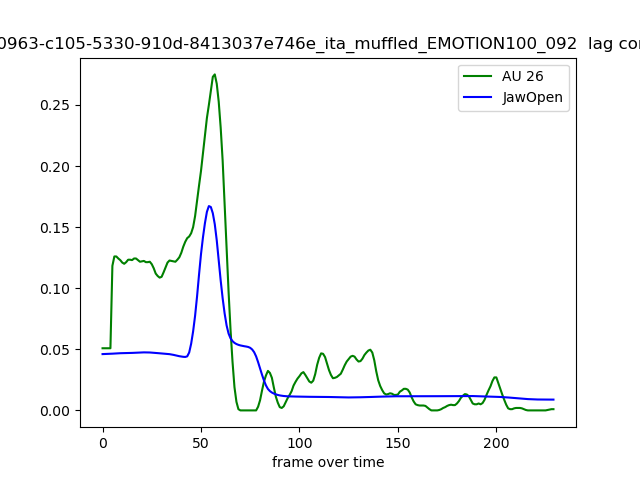 0963-c105-5330-910d-8413037e746e_ita_muffled_EMOTION100_092 lag
AU 26
JawOpen
0.25
0.20
0.15
0.10
0.05
0.00
0 50 100 150 200
frame over time